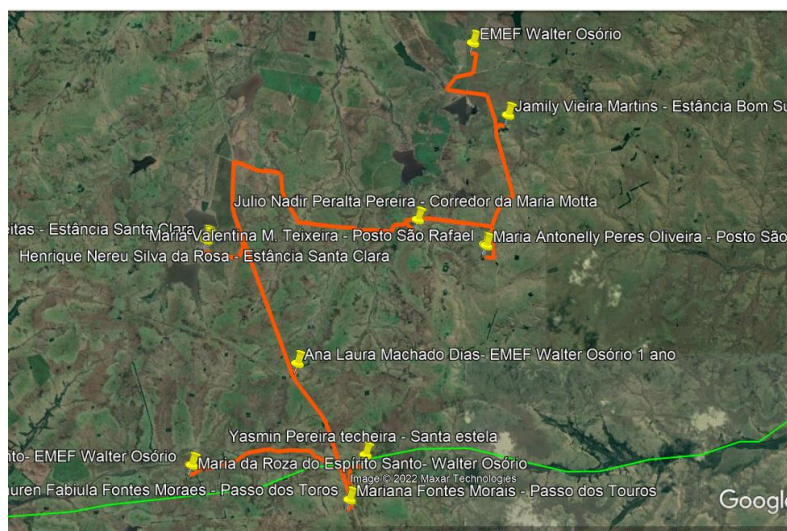 EMEF Walter Osório
Jamily Vieira Martins - Estância Bom Su
Julio Nadir Peralta Pereira - Corredor da Maria Motta
eitas - Estância Santa Clara
Maria Valentina M. Teixeira - Posto São Rafael
Maria Antonelly Peres Oliveira - Posto São
Henrique Nereu Silva da Rosa - Estância Santa Clara
Ana Laura Machado Dias- EMEF Walter Osório 1 ano
Yasmin Pereira techeira - Santa estela
nto- EMEF Walter Osório
Maria da Roza do Espírito Santo- Walter Osório
Image © 2022 Maxar Technologies
uren Fabiula Fontes Moraes - Passo dos Toros
Mariana Fontes Morais - Passo dos Touros
Google